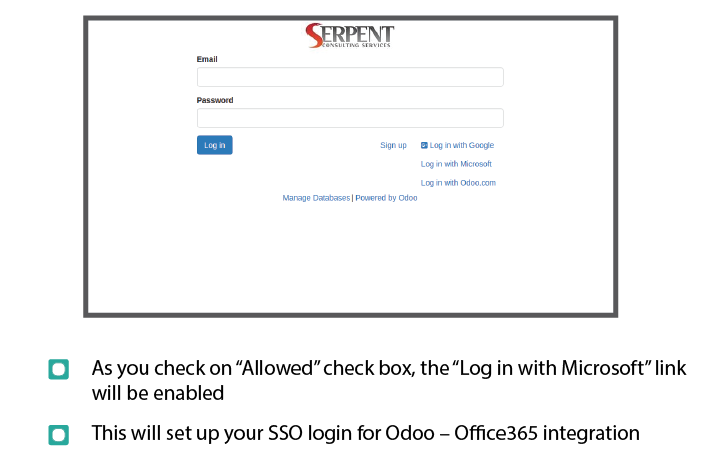 SERPENT
CONSULTING SERVICES
Email
Password
Log in Sign up Log in with Google
Log in with Microsoft
Log in with Odoo.com
Manage Databases | Powered by Odoo
As you check on “Allowed” check box, the “Log in with Microsoft” link
will be enabled
This will set up your SSO login for Odoo – Office365 integration